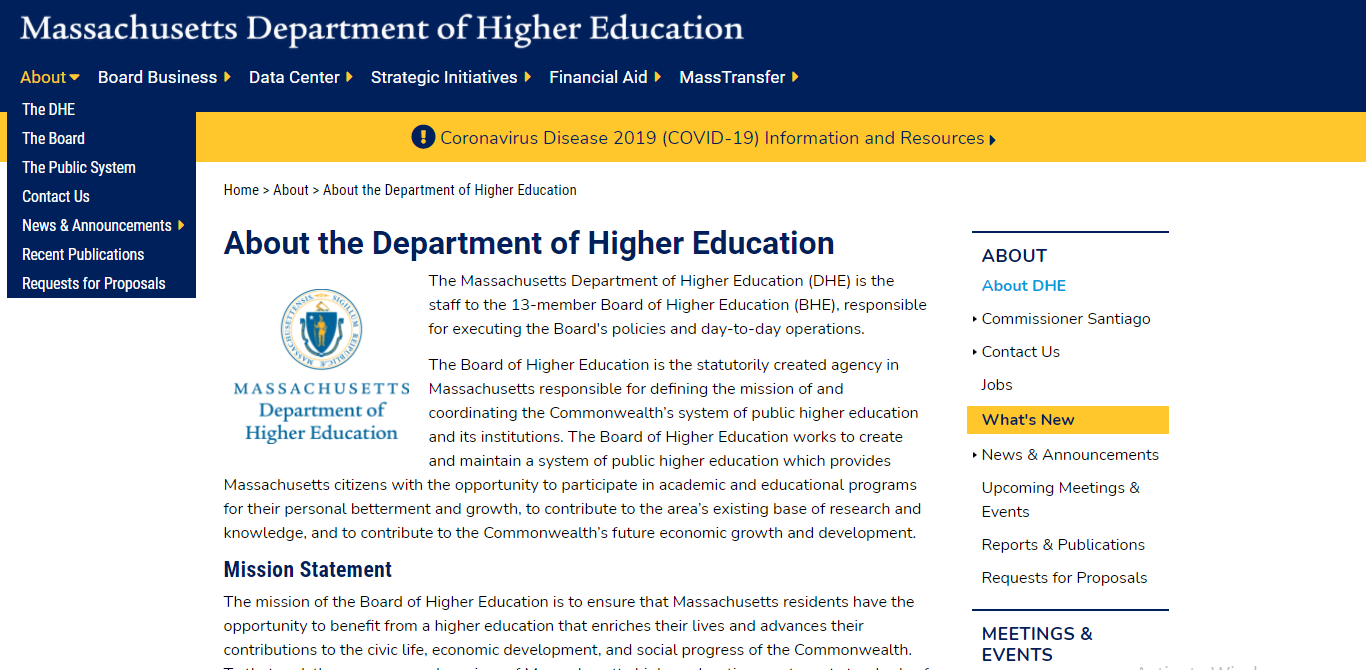 Massachusetts Department of Higher Education
About Board Business Data Center Strategic Initiatives Financial Aid MassTransfer
The DHE
The Board
The Public System
Contact Us
News & Announcements
Recent Publications
Requests for Proposals
! Coronavirus Disease 2019 (COVID-19) Information and Resources
Home > About > About the Department of Higher Education
About the Department of Higher Education
MASSACHUSETTS
Department of
Higher Education
The Massachusetts Department of Higher Education (DHE) is the
staff to the 13-member Board of Higher Education (BHE), responsible
for executing the Board's policies and day-to-day operations.
The Board of Higher Education is the statutorily created agency in
Massachusetts responsible for defining the mission of and
coordinating the Commonwealth’s system of public higher education
and its institutions. The Board of Higher Education works to create
and maintain a system of public higher education which provides
Massachusetts citizens with the opportunity to participate in academic and educational programs
for their personal betterment and growth, to contribute to the area’s existing base of research and
knowledge, and to contribute to the Commonwealth’s future economic growth and development.
Mission Statement
The mission of the Board of Higher Education is to ensure that Massachusetts residents have the
opportunity to benefit from a higher education that enriches their lives and advances their
contributions to the civic life, economic development, and social progress of the Commonwealth.
ABOUT
About DHE
Commissioner Santiago
Contact Us
Jobs
What's New
News & Announcements
Upcoming Meetings &
Events
Reports & Publications
Requests for Proposals
MEETINGS &
EVENTS